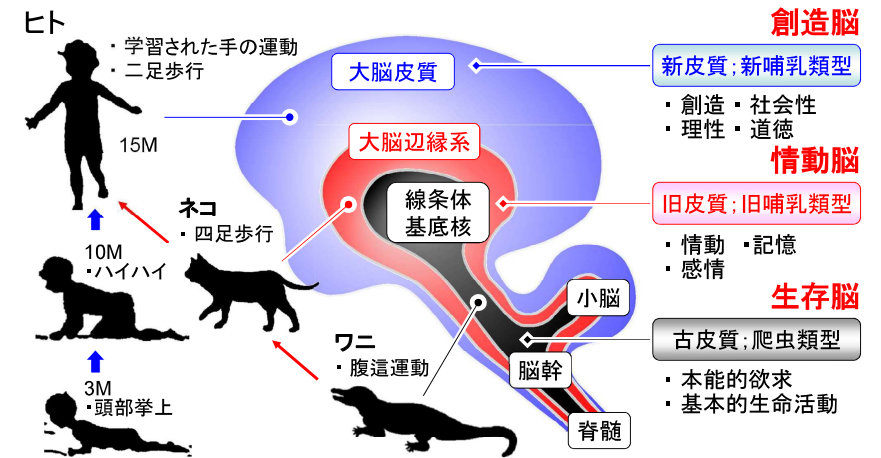 ヒト
・学習された手の運動
・二足歩行
15M
ネコ
・四足歩行
10M
・ハイハイ
3M
・頭部挙上
ワニ
・腹這運動
大脳皮質
大脳辺縁系
線条体
基底核
小脳
脳幹
脊髄
創造脳
新皮質;新哺乳類型
・創造・社会性
・理性・道徳
情動脳
旧皮質;旧哺乳類型
・情動 ・記憶
・感情
生存脳
古皮質;爬虫類型
・本能的欲求
・基本的生命活動